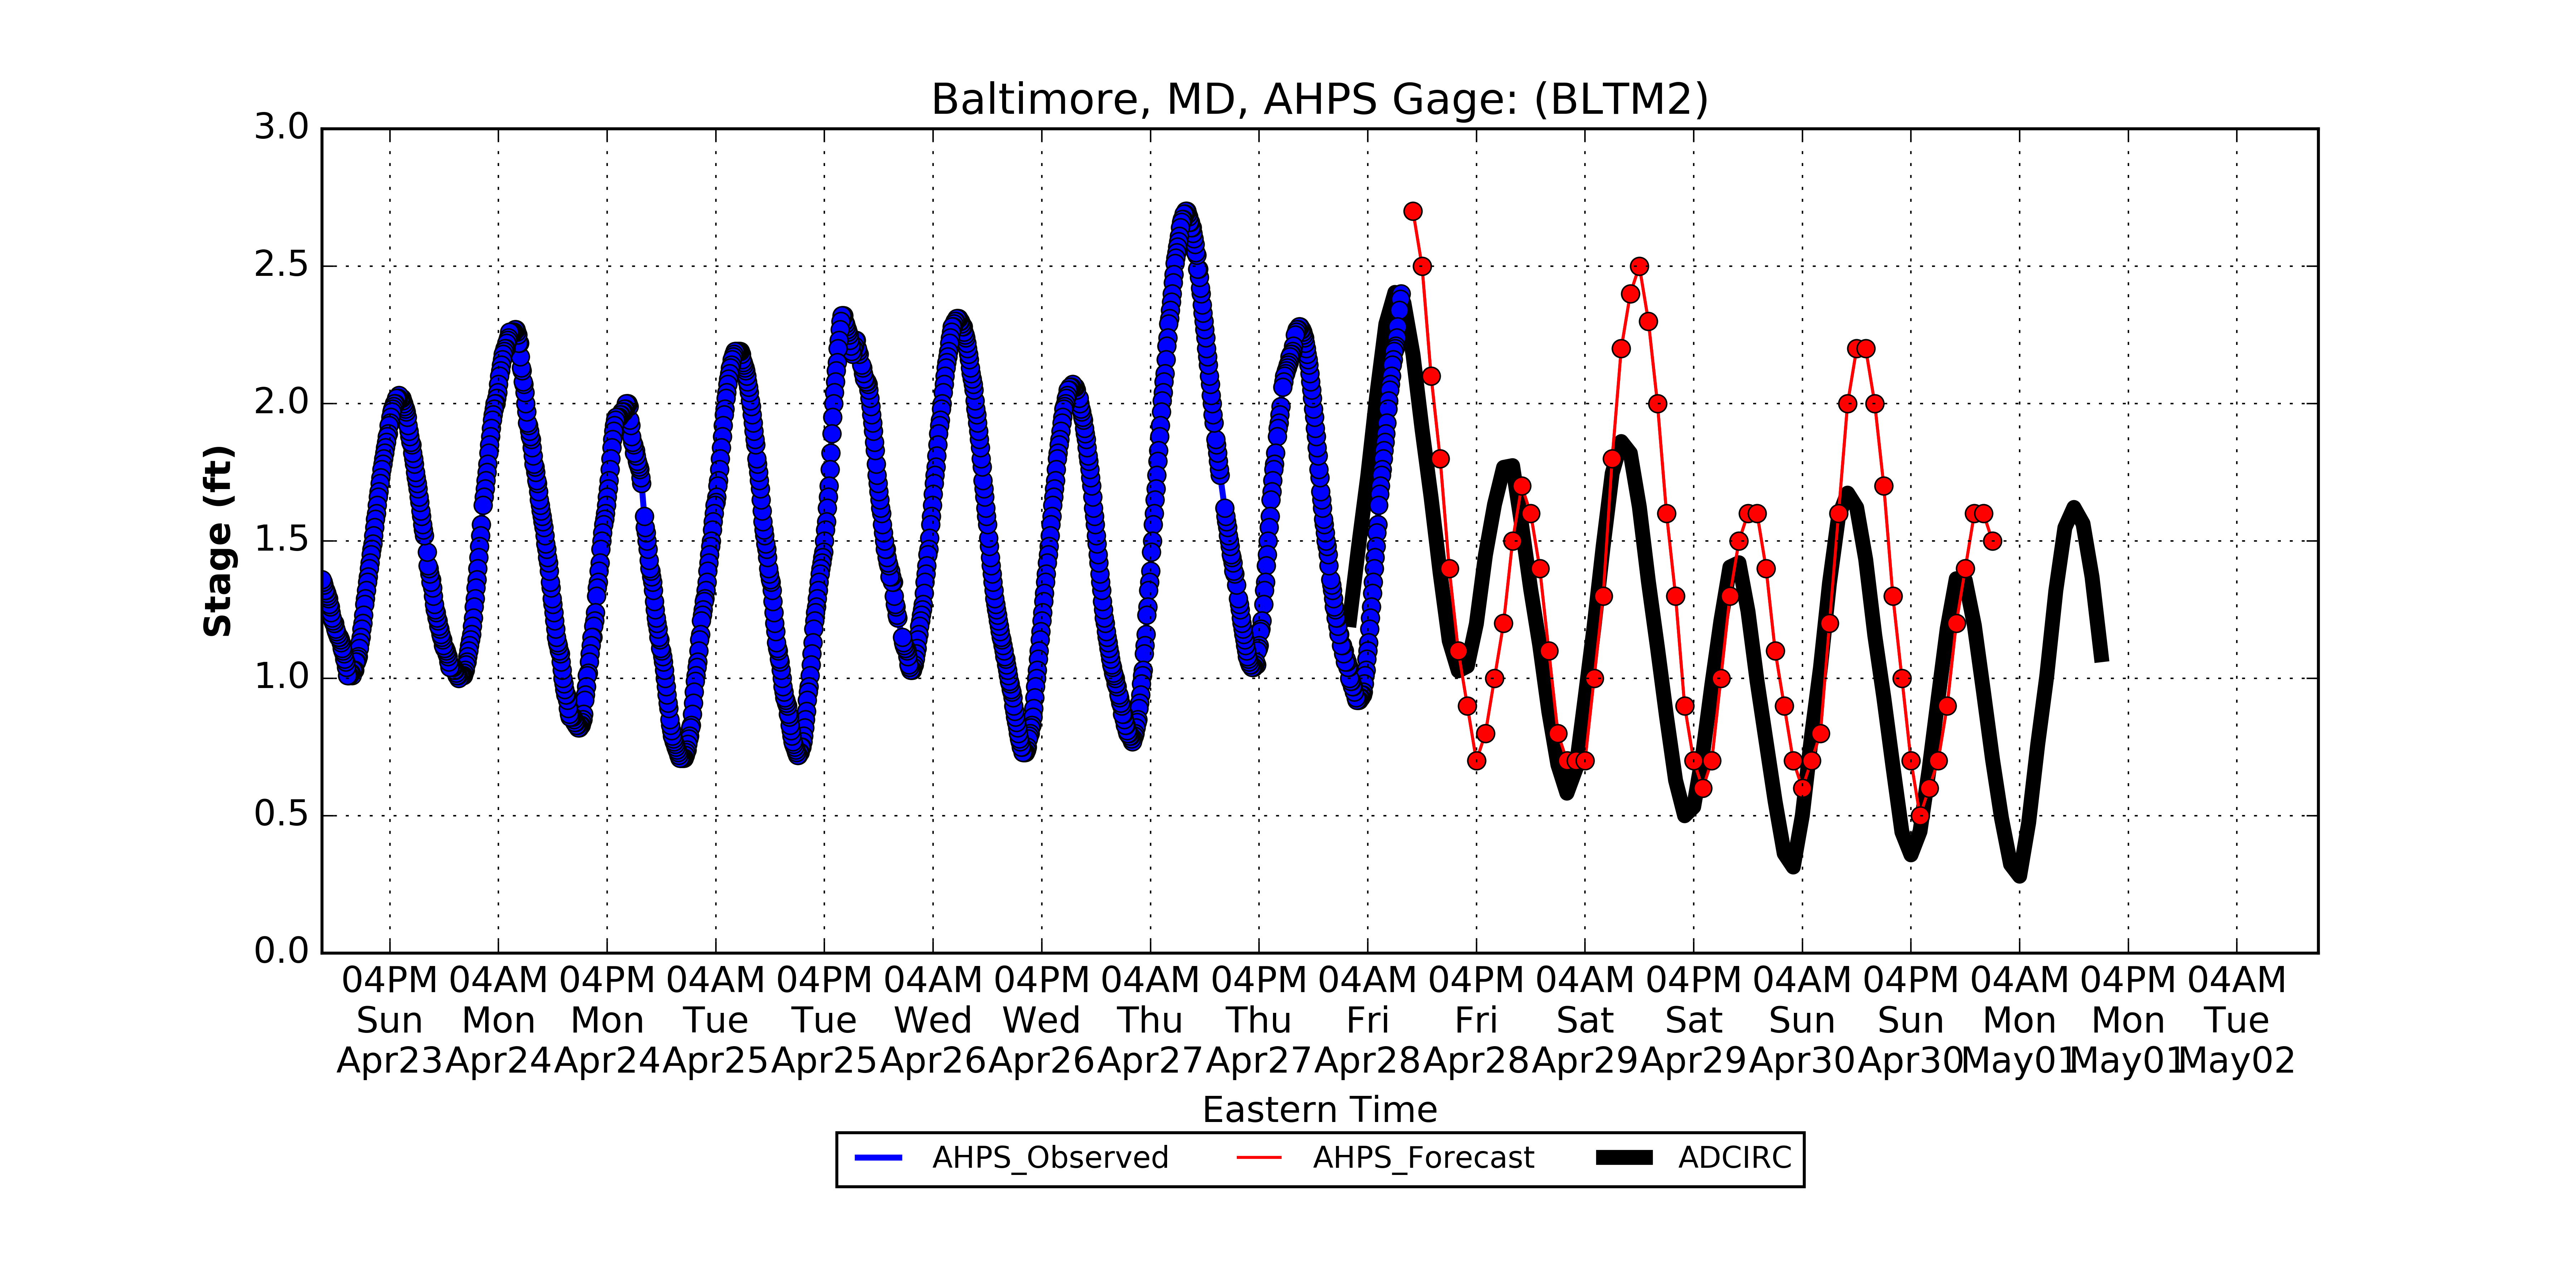 Baltimore, MD, AHPS Gage: (BLTM2)
3.0
2.5
2.0
1.5
1.0
0.5
0.0
Stage (ft)
04PM 04AM 04PM 04AM 04PM 04AM 04PM 04AM 04PM 04AM 04PM 04AM 04PM 04AM 04PM 04AM 04PM 04AM
Sun Mon Mon Tue Tue Wed Wed Thu Thu Fri Fri Sat Sat Sun Sun Mon Mon Tue
Apr23 Apr24 Apr24 Apr25 Apr25 Apr26 Apr26 Apr27 Apr27 Apr28 Apr28 Apr29 Apr29 Apr30 Apr30 May01 May01 May02
Eastern Time
AHPS_Observed AHPS_Forecast ADCIRC